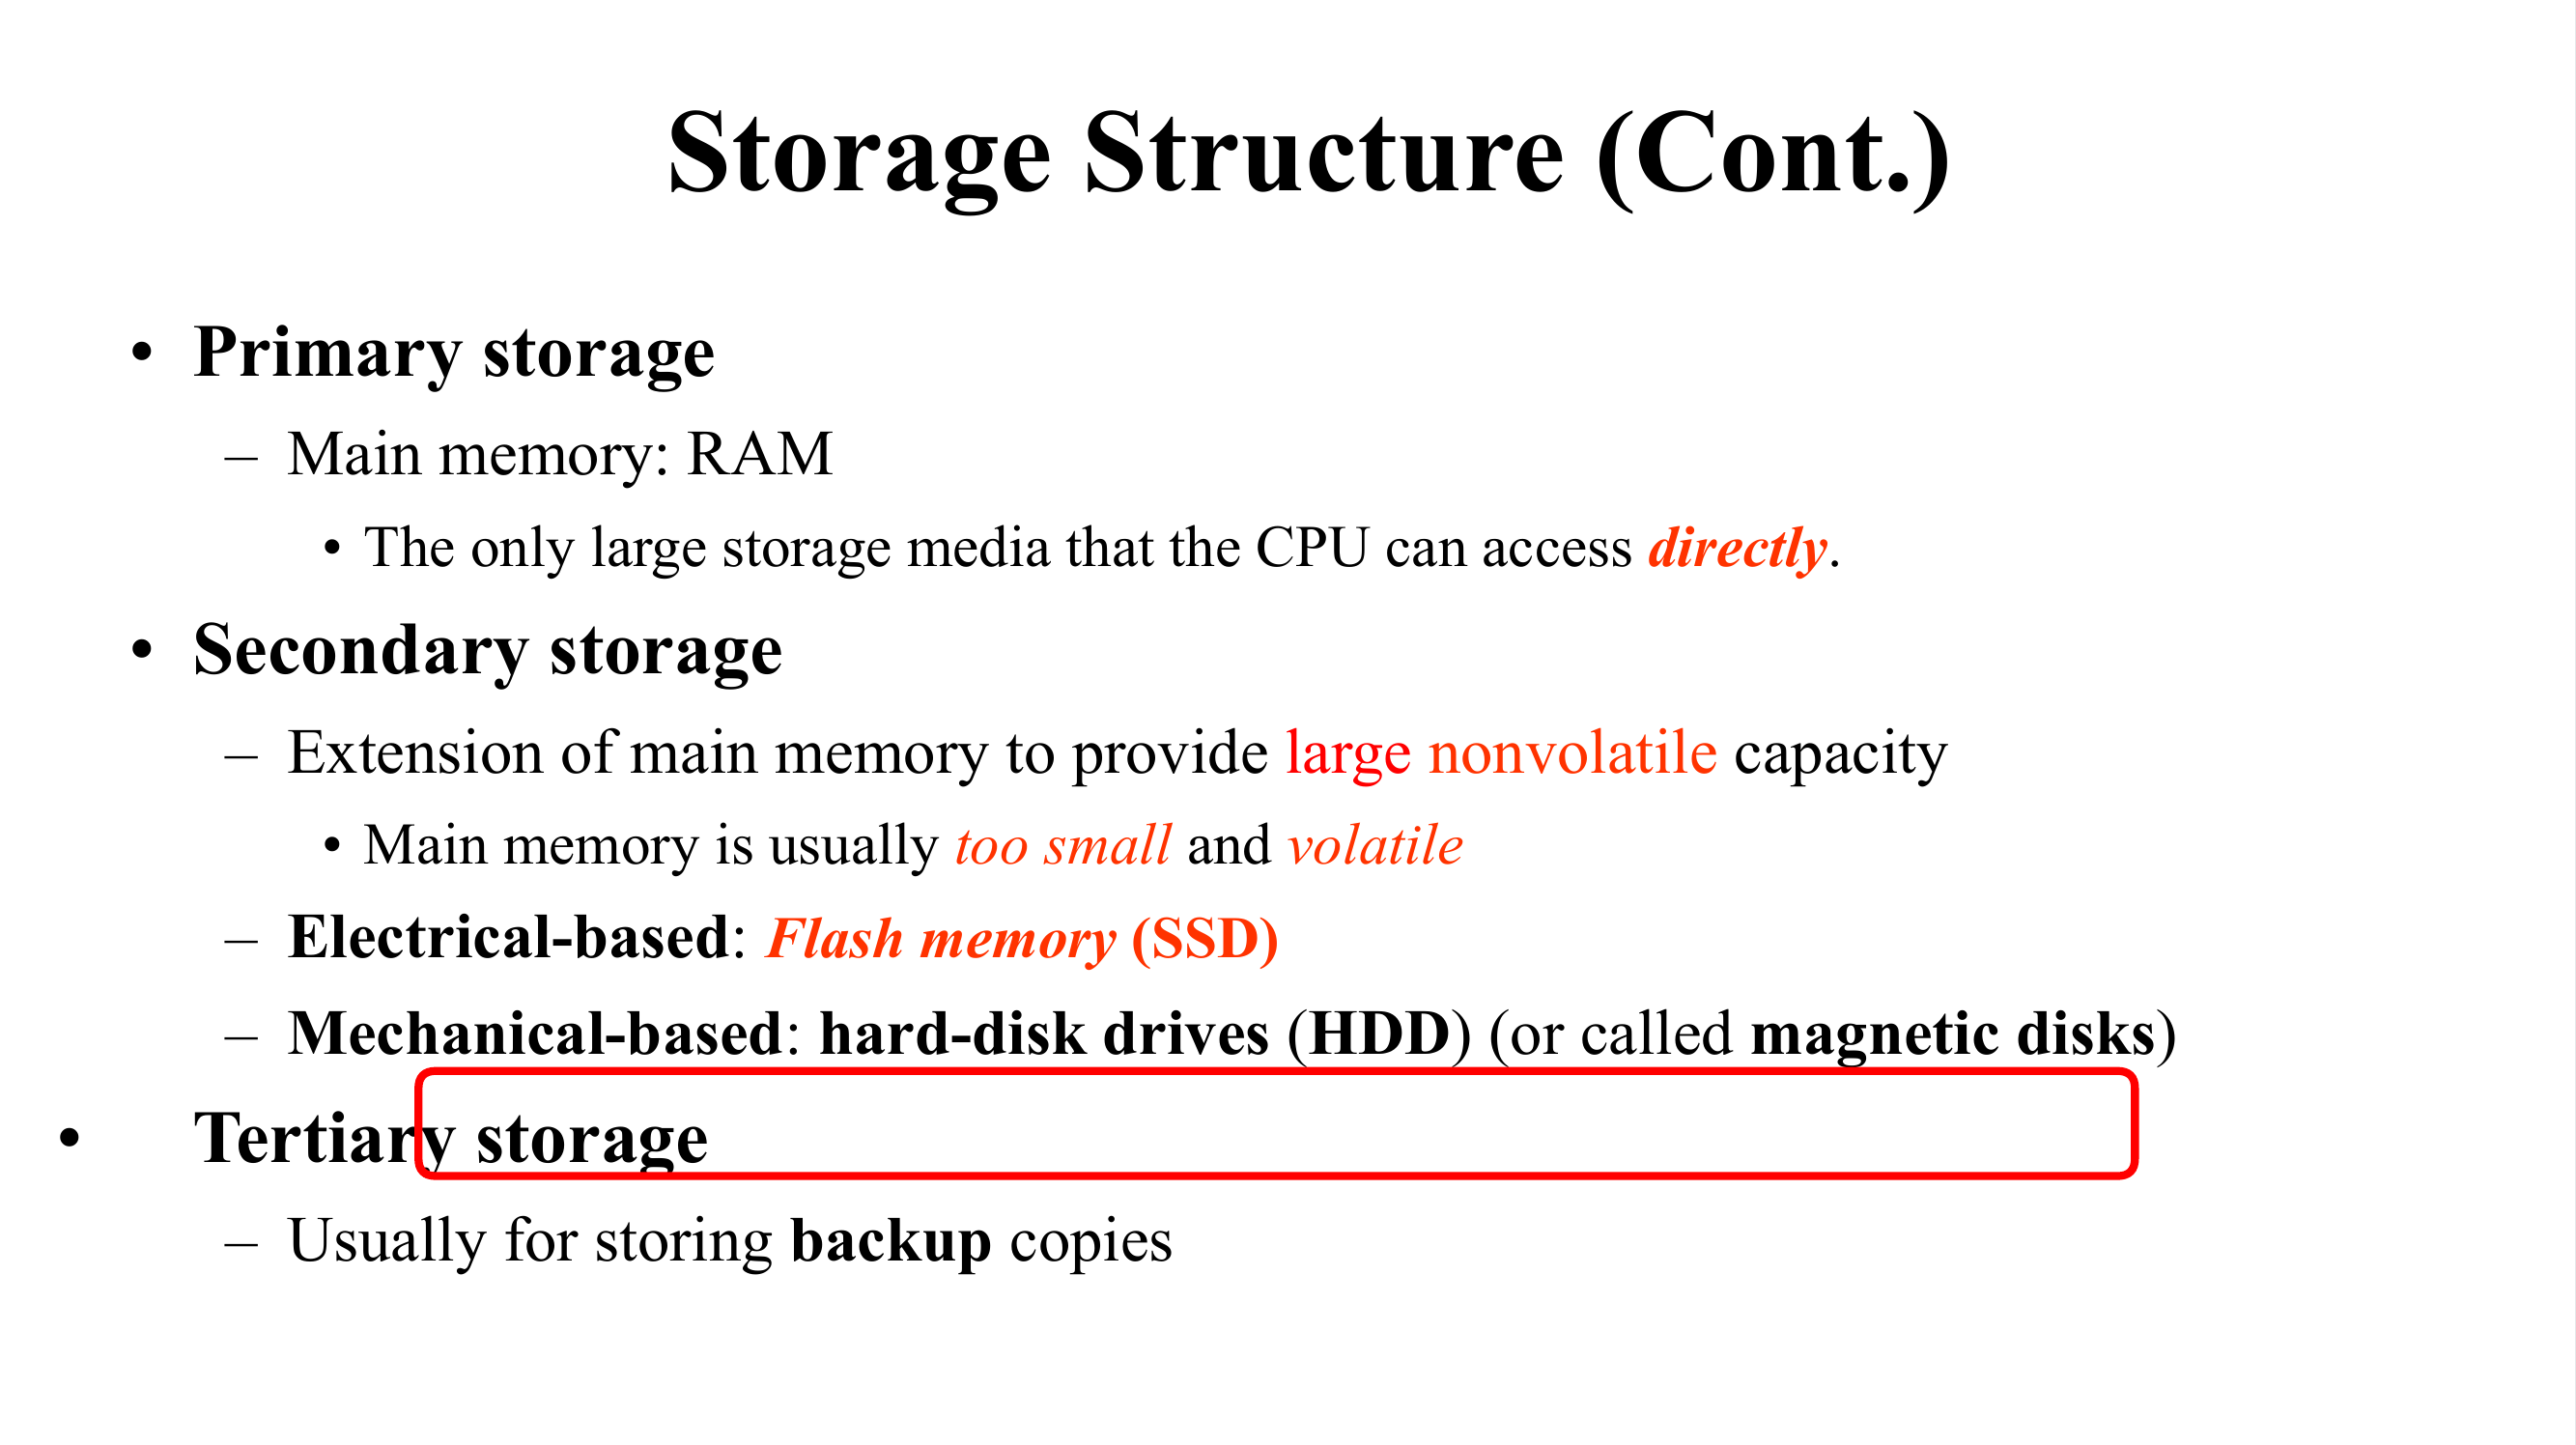 Storage Structure (Cont.)
• Primary storage
– Main memory: RAM
• The only large storage media that the CPU can access directly.
• Secondary storage
– Extension of main memory to provide large nonvolatile capacity
• Main memory is usually too small and volatile
– Electrical-based: Flash memory (SSD)
– Mechanical-based: hard-disk drives (HDD) (or called magnetic disks)
• Tertiary storage
– Usually for storing backup copies